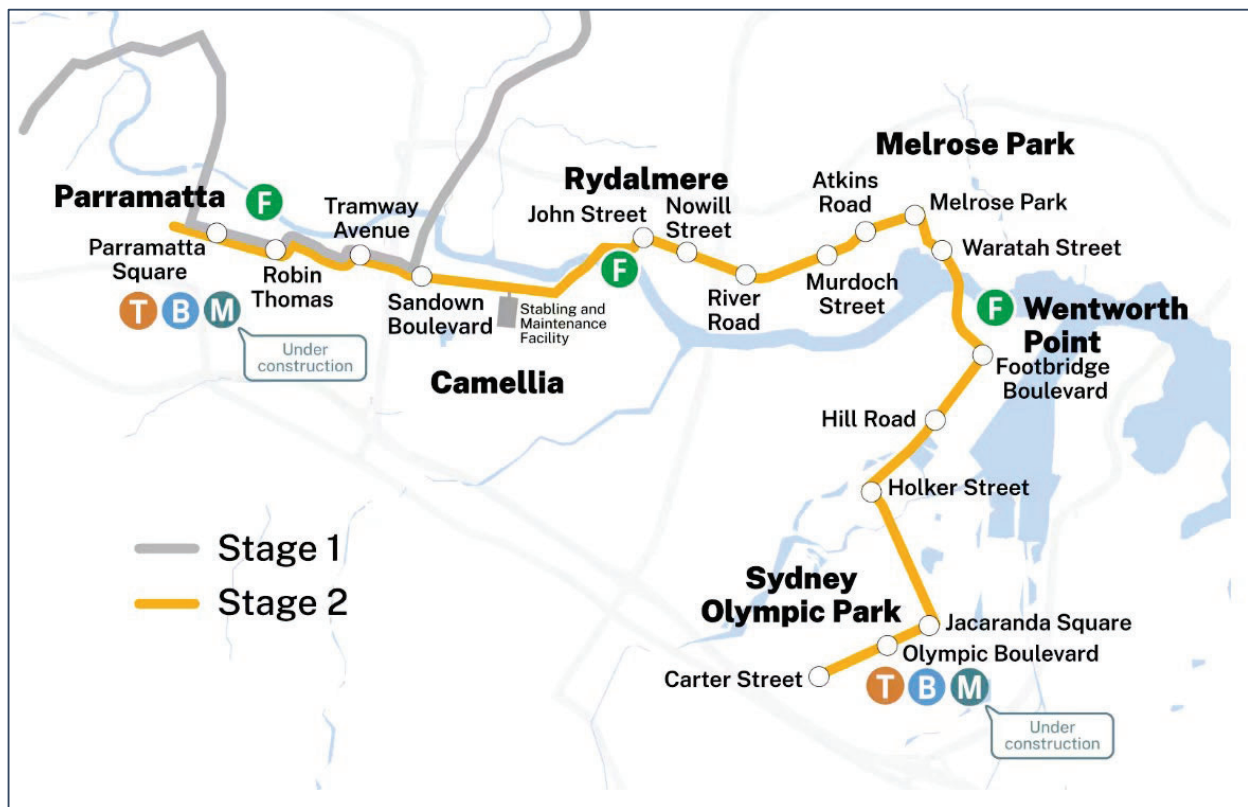 Melrose Park
Parramatta
F
Tramway
Avenue
Rydalmere
John Street
Nowill
Street
Atkins
Road
Melrose Park
Waratah Street
Parramatta
Square
Robin
Thomas
Sandown
Boulevard
F
River
Road
Murdoch
Street
T
B
M
Under
construction
Stabling and
Maintenance
Facility
Camellia
F
Wentworth
Point
Footbridge
Boulevard
Hill Road
Holker Street
Stage 1
Stage 2
Sydney
Olympic Park
Jacaranda Square
Olympic Boulevard
Carter Street
T
B
M
Under
construction